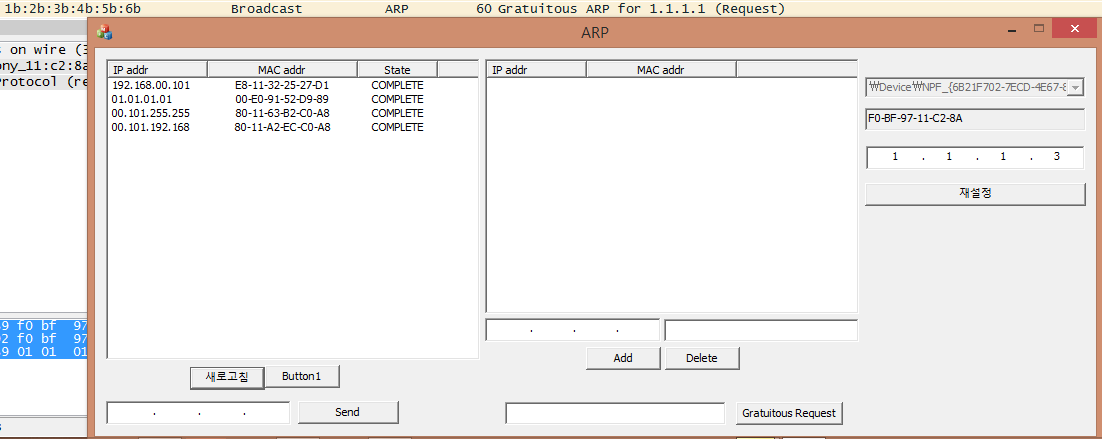 1b:2b:3b:4b:5b:6b Broadcast ARP 60 Gratuitous ARP for 1.1.1.1 (Request)
ARP
s on wire (3
ony_11:c2:8a
rotocol (re
IP addr MAC addr State
192.168.00.101 E8-11-32-25-27-D1 COMPLETE
01.01.01.01 00-E0-91-52-D9-89 COMPLETE
00.101.255.255 80-11-63-B2-C0-A8 COMPLETE
00.101.192.168 80-11-A2-EC-C0-A8 COMPLETE
IP addr MAC addr
\Device\NPF_{6B21F702-7ECD-4E67-8
F0-BF-97-11-C2-8A
1 . 1 . 1 . 3
재설정
9 f0 bf 97
2 f0 bf 97
9 01 01 01
. . .
Add Delete
새로고침 Button1
. . . Send
Gratuitous Request